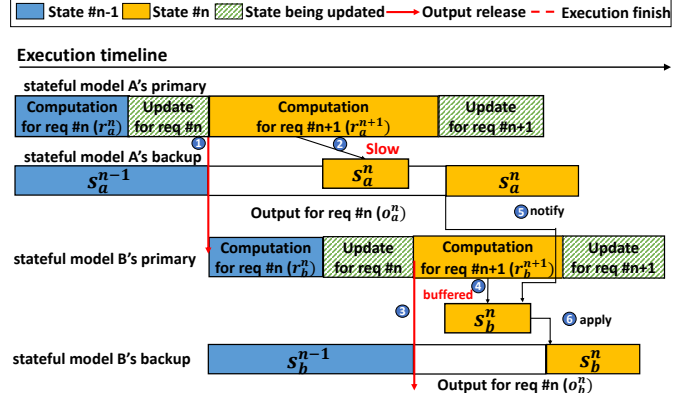 State #n-1 State #n State being updated Output release Execution finish
Execution timeline
stateful model A's primary
Computation for req #n (r_a^n)
Update for req #n
Computation for req #n+1 (r_a^{n+1})
Update for req #n+1
1
2
Slow
stateful model A's backup
S_a^{n-1}
S_a^n
S_a^n
Output for req #n (o_a^n)
5 notify
stateful model B's primary
Computation for req #n (r_b^n)
Update for req #n
Computation for req #n+1 (r_b^{n+1})
Update for req #n+1
buffered
4
3
S_b^n
6 apply
stateful model B's backup
S_b^{n-1}
S_b^n
Output for req #n (o_b^n)